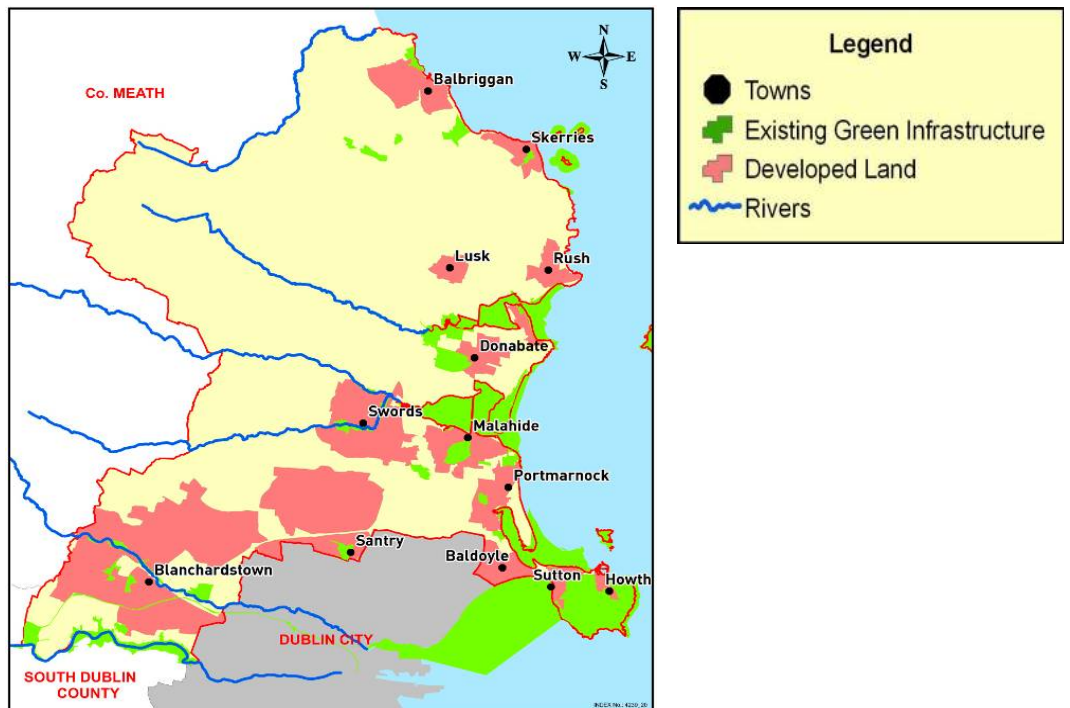 N
W E
S
Co. MEATH
Balbriggan
Skerries
Lusk
Rush
Donabate
Swords
Malahide
Portmarnock
Santry
Baldoyle
Blanchardstown
Sutton
Howth
DUBLIN CITY
SOUTH DUBLIN
COUNTY
Legend
Towns
Existing Green Infrastructure
Developed Land
Rivers